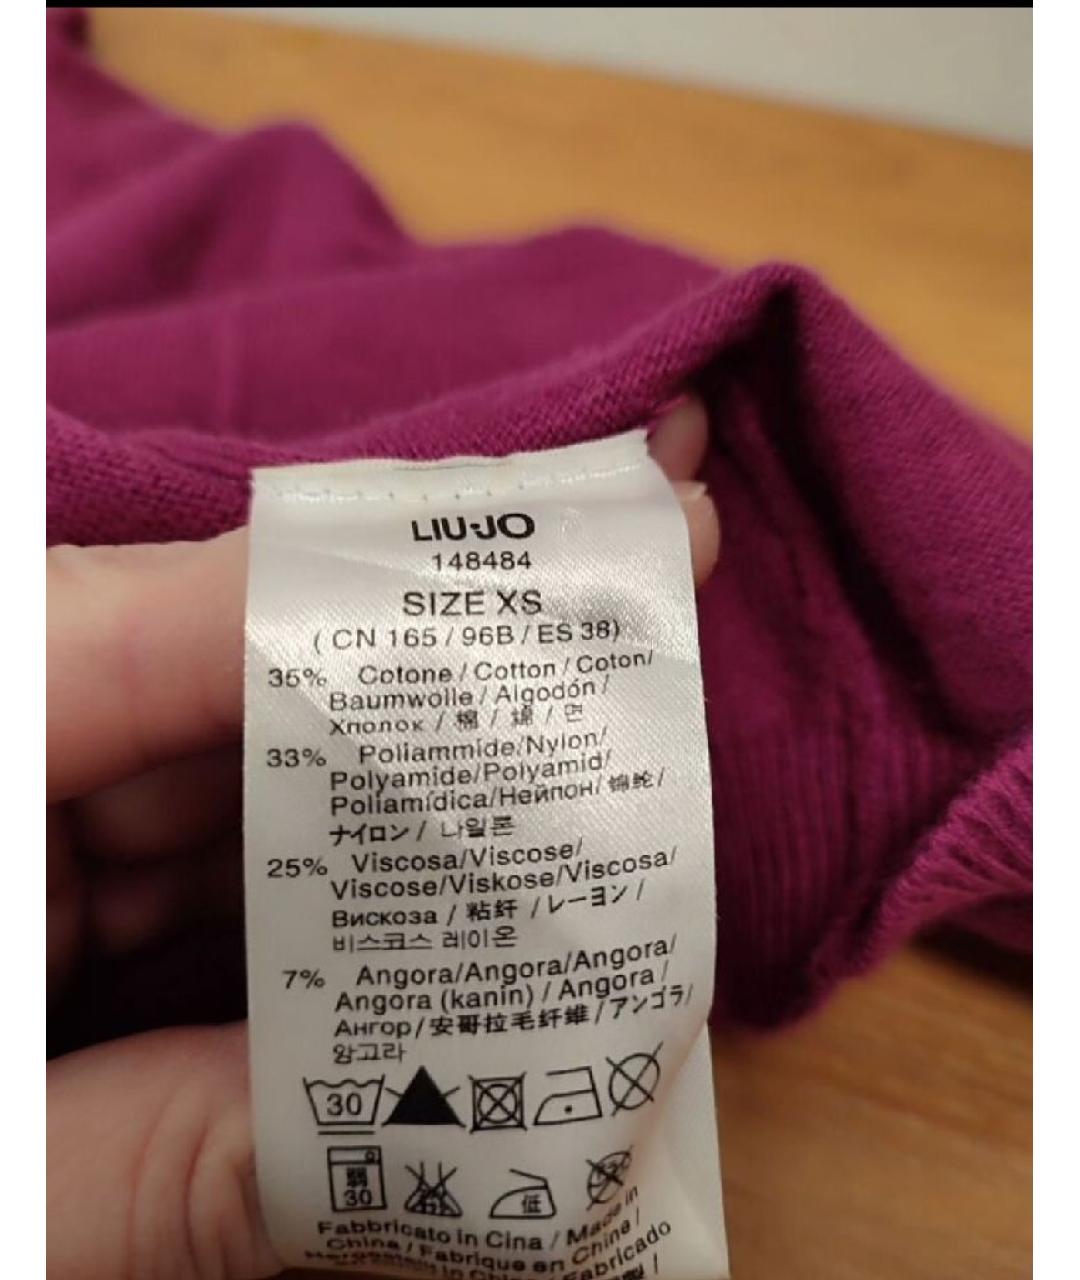 LIU·JO
148484
SIZE XS
( CN 165 / 96B / ES 38)
35% Cotone / Cotton / Coton/
Baumwolle / Algodón /
Хлопок / 棉 / 綿 / 면
33% Poliammide/Nylon/
Polyamide/Polyamid/
Poliamídica/Нейлон/ 锦纶/
ナイロン / 나일론
25% Viscosa/Viscose/
Viscose/Viskose/Viscosa/
Вискоза / 粘纤 / レーヨン /
비스코스 레이온
7% Angora/Angora/Angora/
Angora (kanin) / Angora /
Ангор/安哥拉毛纤维/アンゴラ/
앙고라
30
弱
30
低
Fabbricato in Cina / Made in
China / Fabriqué en Chine /
in China / Fabricado